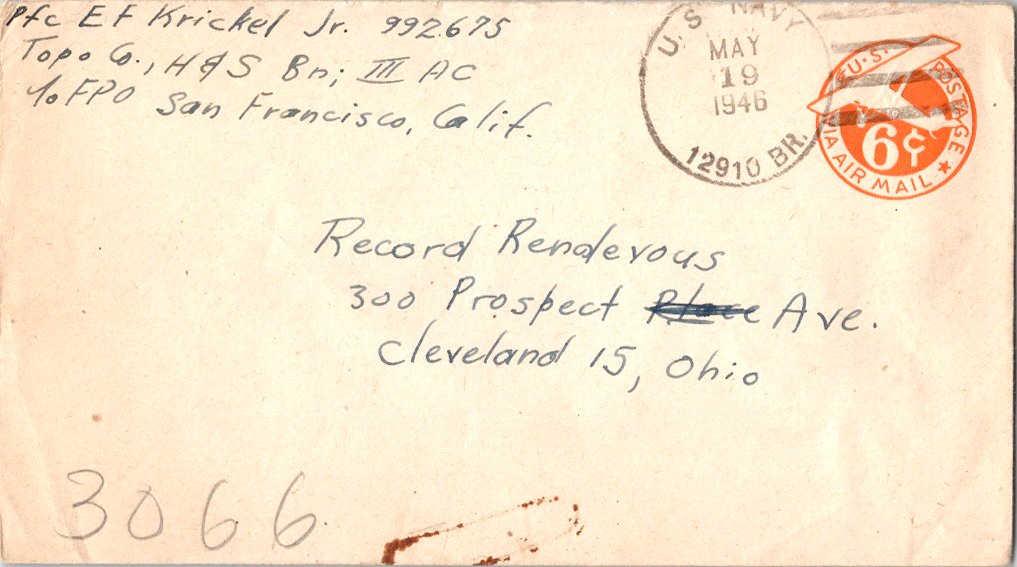 Pfc E F Krickel Jr. 992675
Topo Co., H & S Bn; III AC
℅ FPO San Francisco, Calif.
U.S. NAVY
MAY
19
1946
12910 BR.
U.S. POSTAGE
6¢
VIA AIR MAIL
Record Rendevous
300 Prospect Place Ave.
Cleveland 15, Ohio
3066